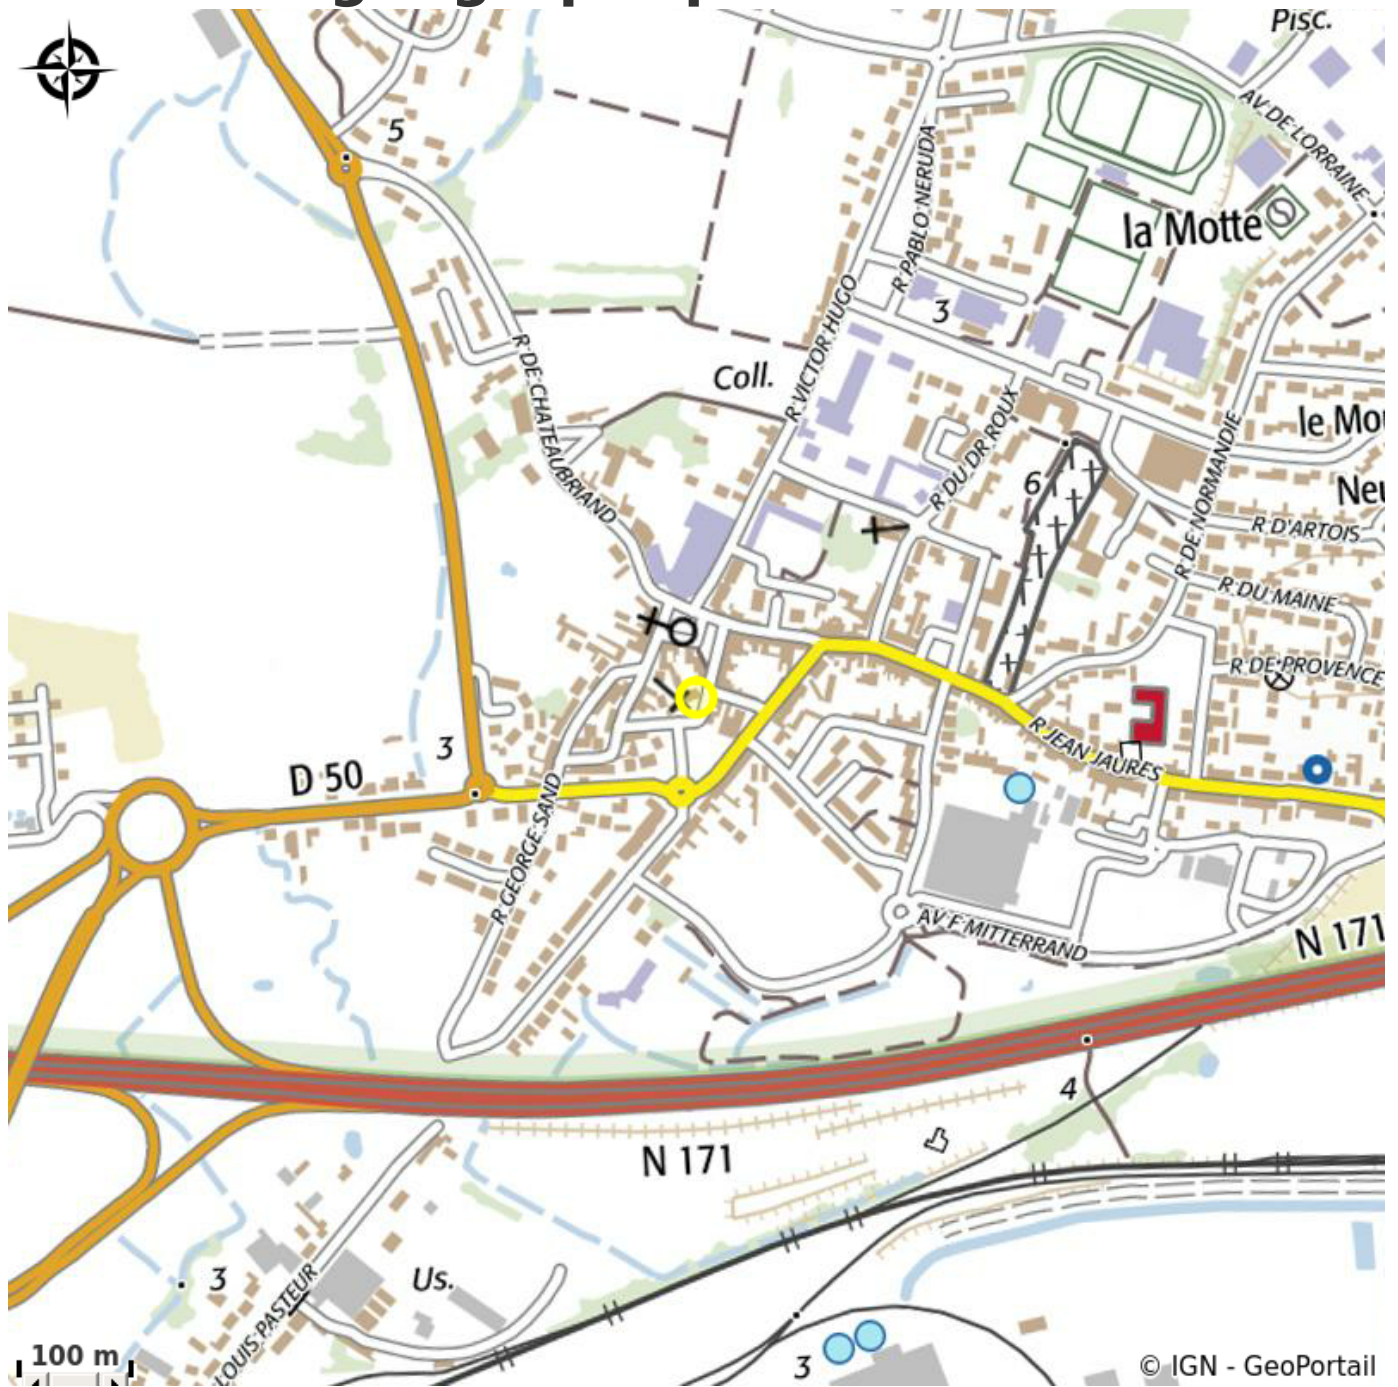 Pisc.
5
AV DE LORRAINE
R PABLO NERUDA
la Motte
3
R VICTOR HUGO
R DE CHATEAUBRIAND
Coll.
R DU DR ROUX
le Mou
6
Neu
R DE NORMANDIE
R D'ARTOIS
R DU MAINE
R DE PROVENCE
3
D 50
R JEAN JAURES
R GEORGE SAND
AV F MITTERRAND
N 171
4
N 171
3
Us.
LOUIS PASTEUR
100 m
3
© IGN - GeoPortail